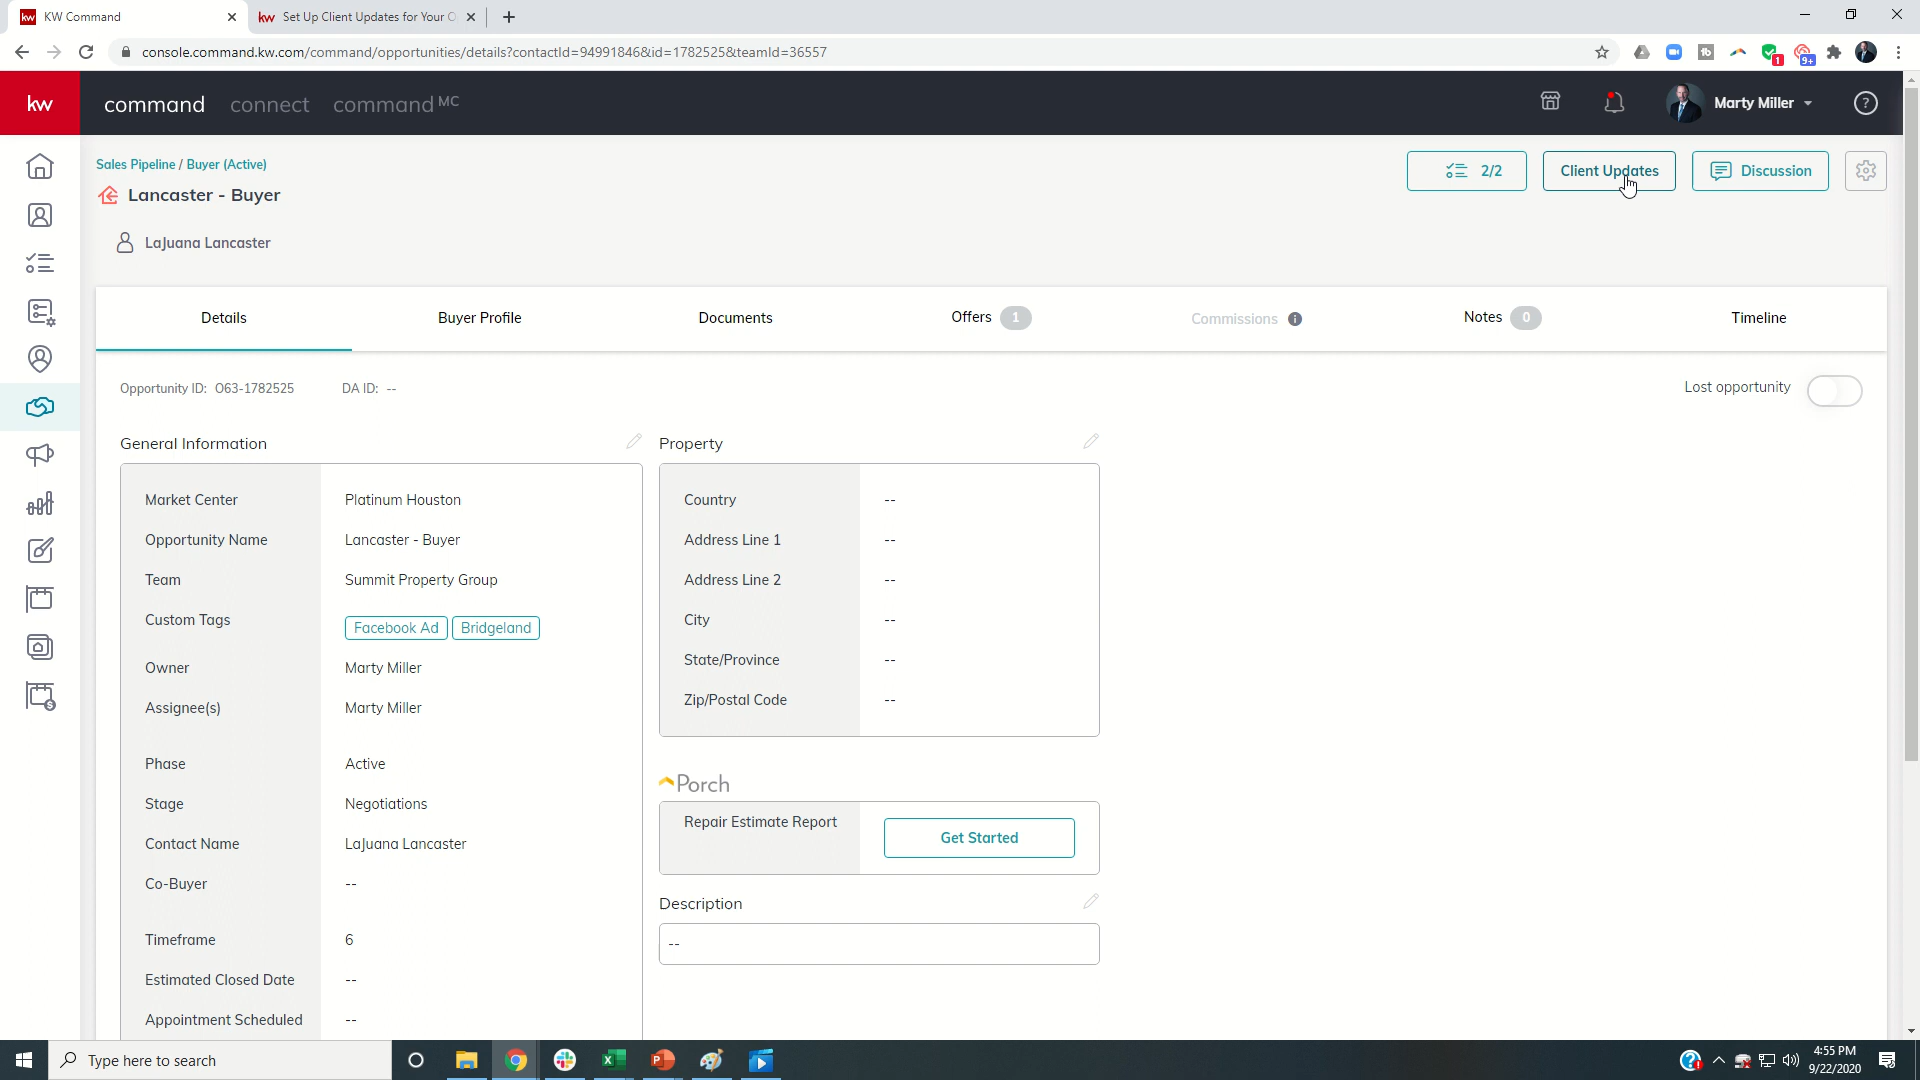 kw KW Command
kw Set Up Client Updates for Your O
console.command.kw.com/command/opportunities/details?contactId=94991846&id=1782525&teamId=36557
1
9+
kw
command connect command MC
Marty Miller
?
Sales Pipeline / Buyer (Active)
Lancaster - Buyer
2/2
Client Updates
Discussion
LaJuana Lancaster
Details
Buyer Profile
Documents
Offers 1
Commissions i
Notes 0
Timeline
Opportunity ID: O63-1782525
DA ID: --
Lost opportunity
General Information
Market Center Platinum Houston
Opportunity Name Lancaster - Buyer
Team Summit Property Group
Custom Tags Facebook Ad Bridgeland
Owner Marty Miller
Assignee(s) Marty Miller
Phase Active
Stage Negotiations
Contact Name LaJuana Lancaster
Co-Buyer --
Timeframe 6
Estimated Closed Date --
Appointment Scheduled --
Property
Country --
Address Line 1 --
Address Line 2 --
City --
State/Province --
Zip/Postal Code --
Porch
Repair Estimate Report Get Started
Description
--
Type here to search
4:55 PM
9/22/2020